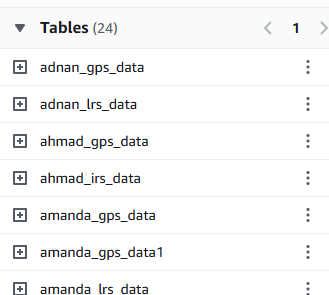 Tables (24) 1
adnan_gps_data
adnan_lrs_data
ahmad_gps_data
ahmad_irs_data
amanda_gps_data
amanda_gps_data1
amanda_lrs_data